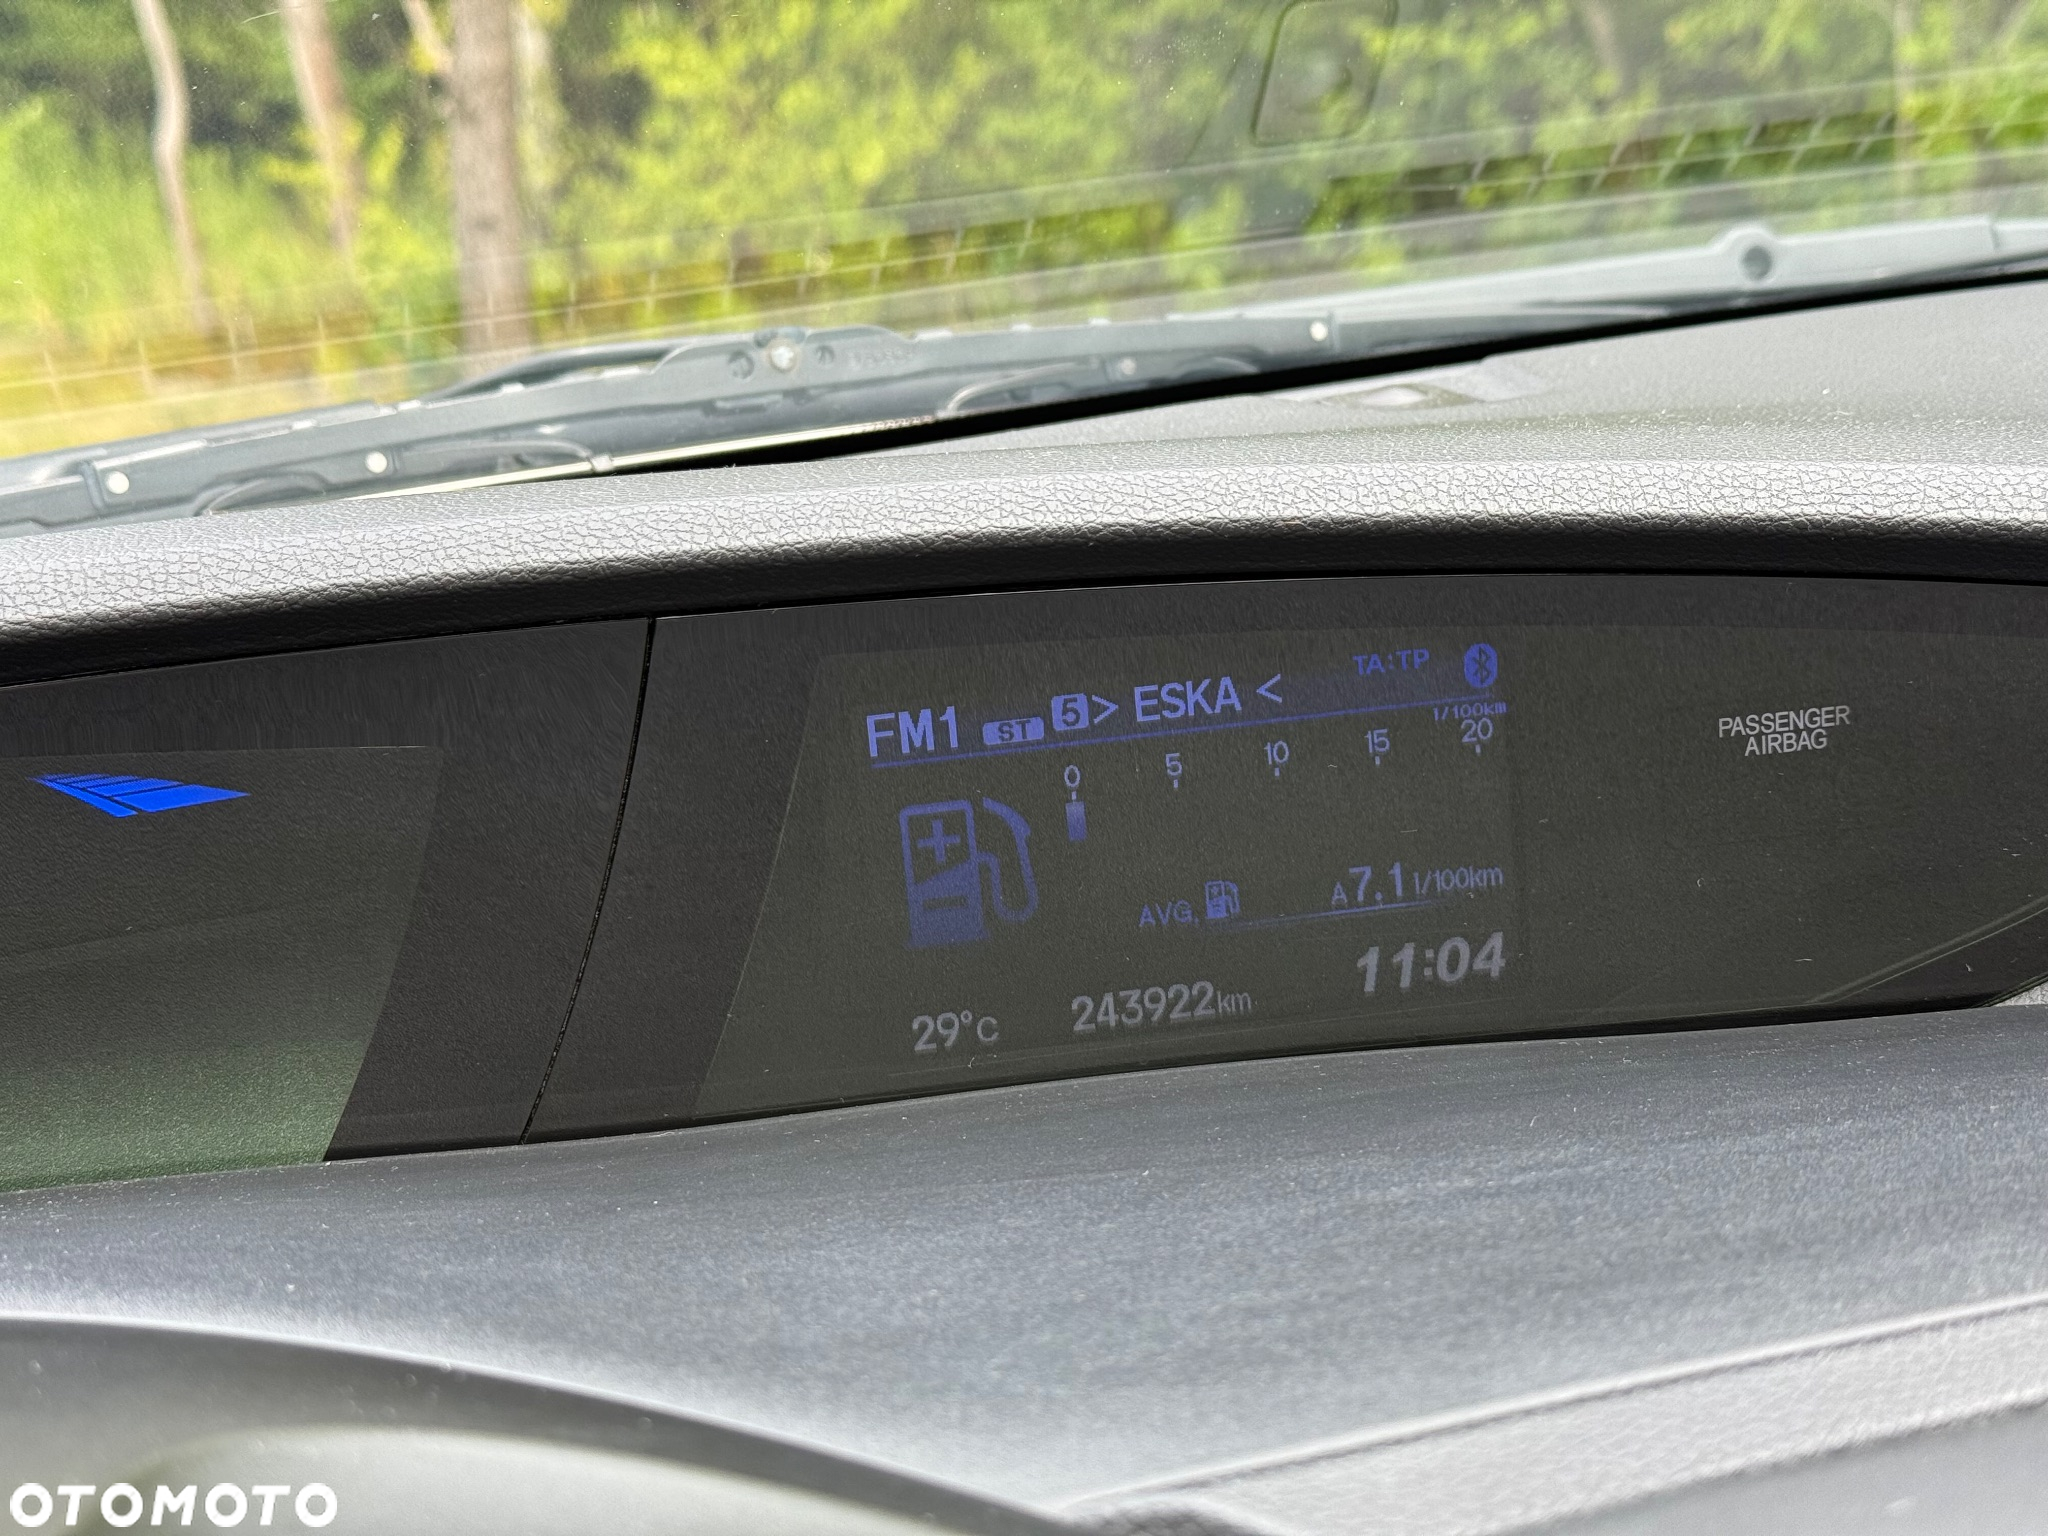 FM1 ST 5> ESKA < TA:TP
l/100km
0 5 10 15 20
PASSENGER
AIRBAG
AVG. A 7.1 l/100km
29°C 243922km 11:04
OTOMOTO